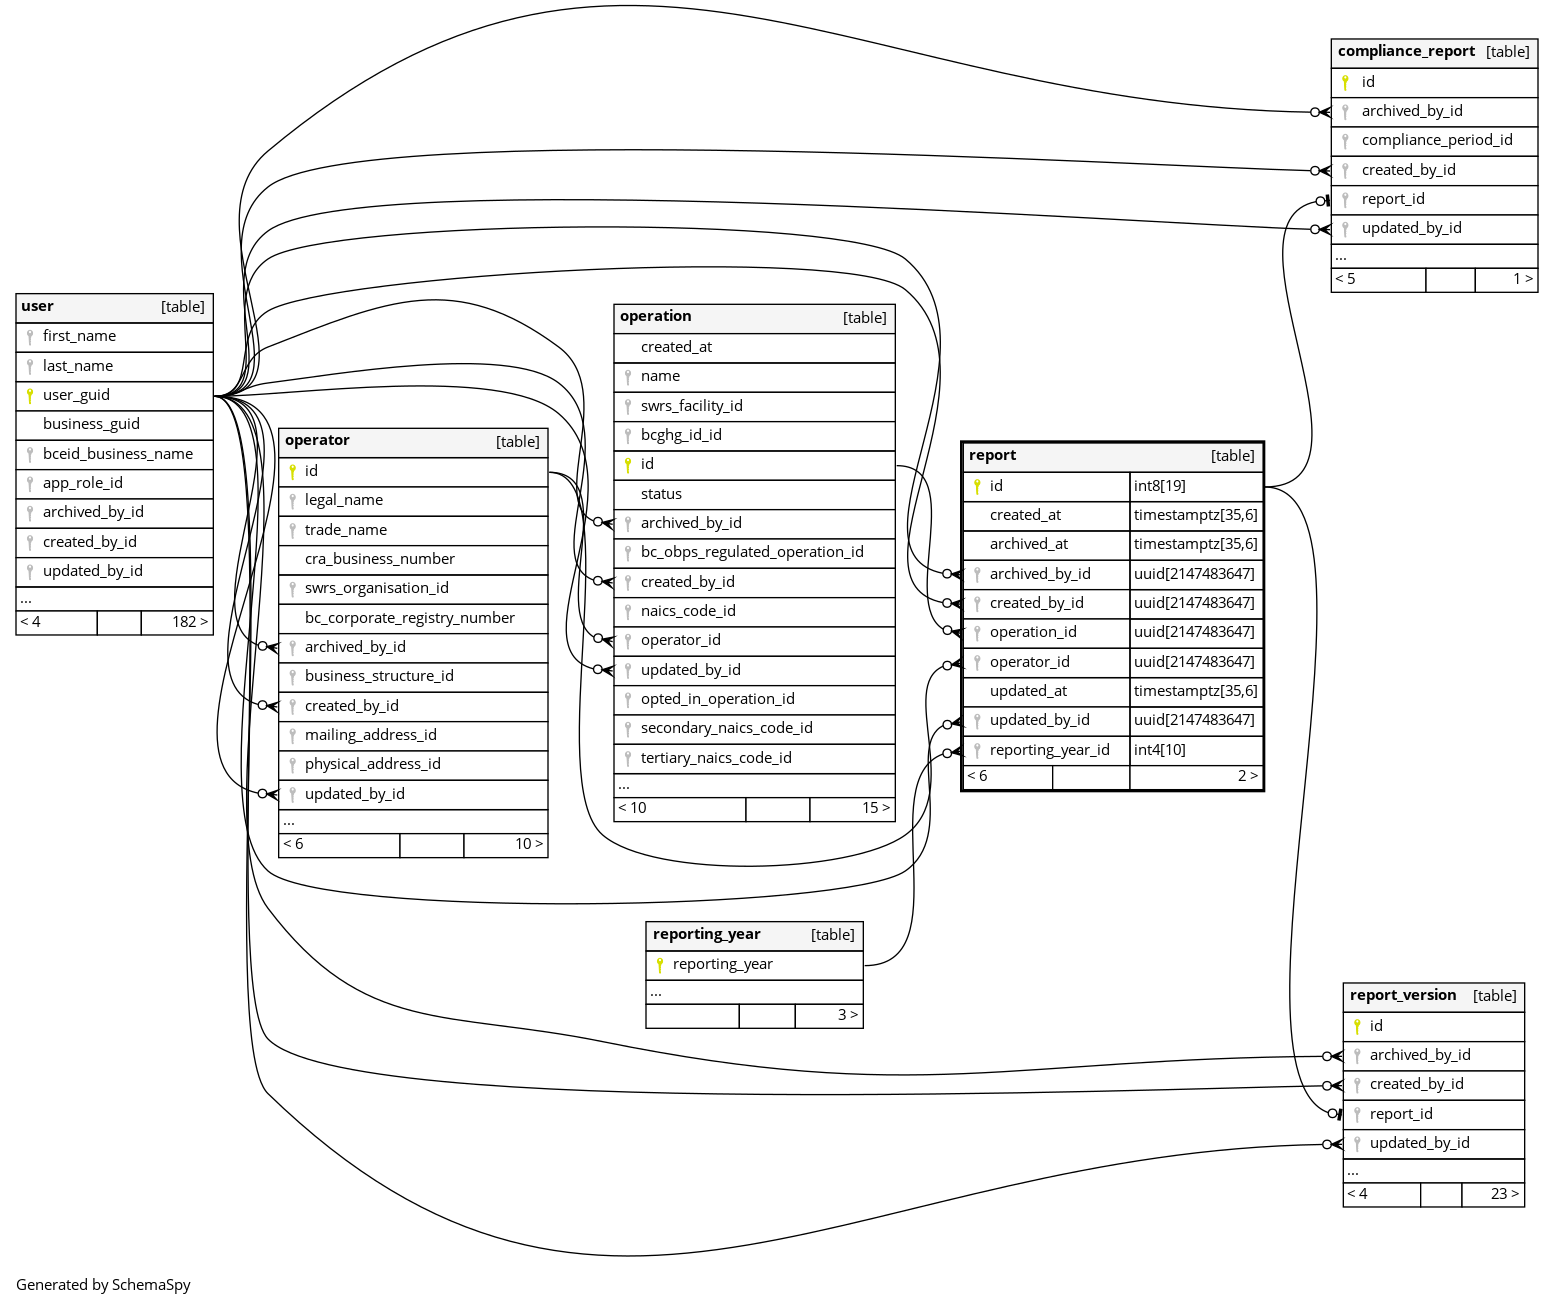 compliance_report [table]
id
archived_by_id
compliance_period_id
created_by_id
report_id
updated_by_id
...
< 5 1 >
user [table]
first_name
last_name
user_guid
business_guid
bceid_business_name
app_role_id
archived_by_id
created_by_id
updated_by_id
...
< 4 182 >
operator [table]
id
legal_name
trade_name
cra_business_number
swrs_organisation_id
bc_corporate_registry_number
archived_by_id
business_structure_id
created_by_id
mailing_address_id
physical_address_id
updated_by_id
...
< 6 10 >
operation [table]
created_at
name
swrs_facility_id
bcghg_id_id
id
status
archived_by_id
bc_obps_regulated_operation_id
created_by_id
naics_code_id
operator_id
updated_by_id
opted_in_operation_id
secondary_naics_code_id
tertiary_naics_code_id
...
< 10 15 >
report [table]
id int8[19]
created_at timestamptz[35,6]
archived_at timestamptz[35,6]
archived_by_id uuid[2147483647]
created_by_id uuid[2147483647]
operation_id uuid[2147483647]
operator_id uuid[2147483647]
updated_at timestamptz[35,6]
updated_by_id uuid[2147483647]
reporting_year_id int4[10]
< 6 2 >
reporting_year [table]
reporting_year
...
3 >
report_version [table]
id
archived_by_id
created_by_id
report_id
updated_by_id
...
< 4 23 >
Generated by SchemaSpy